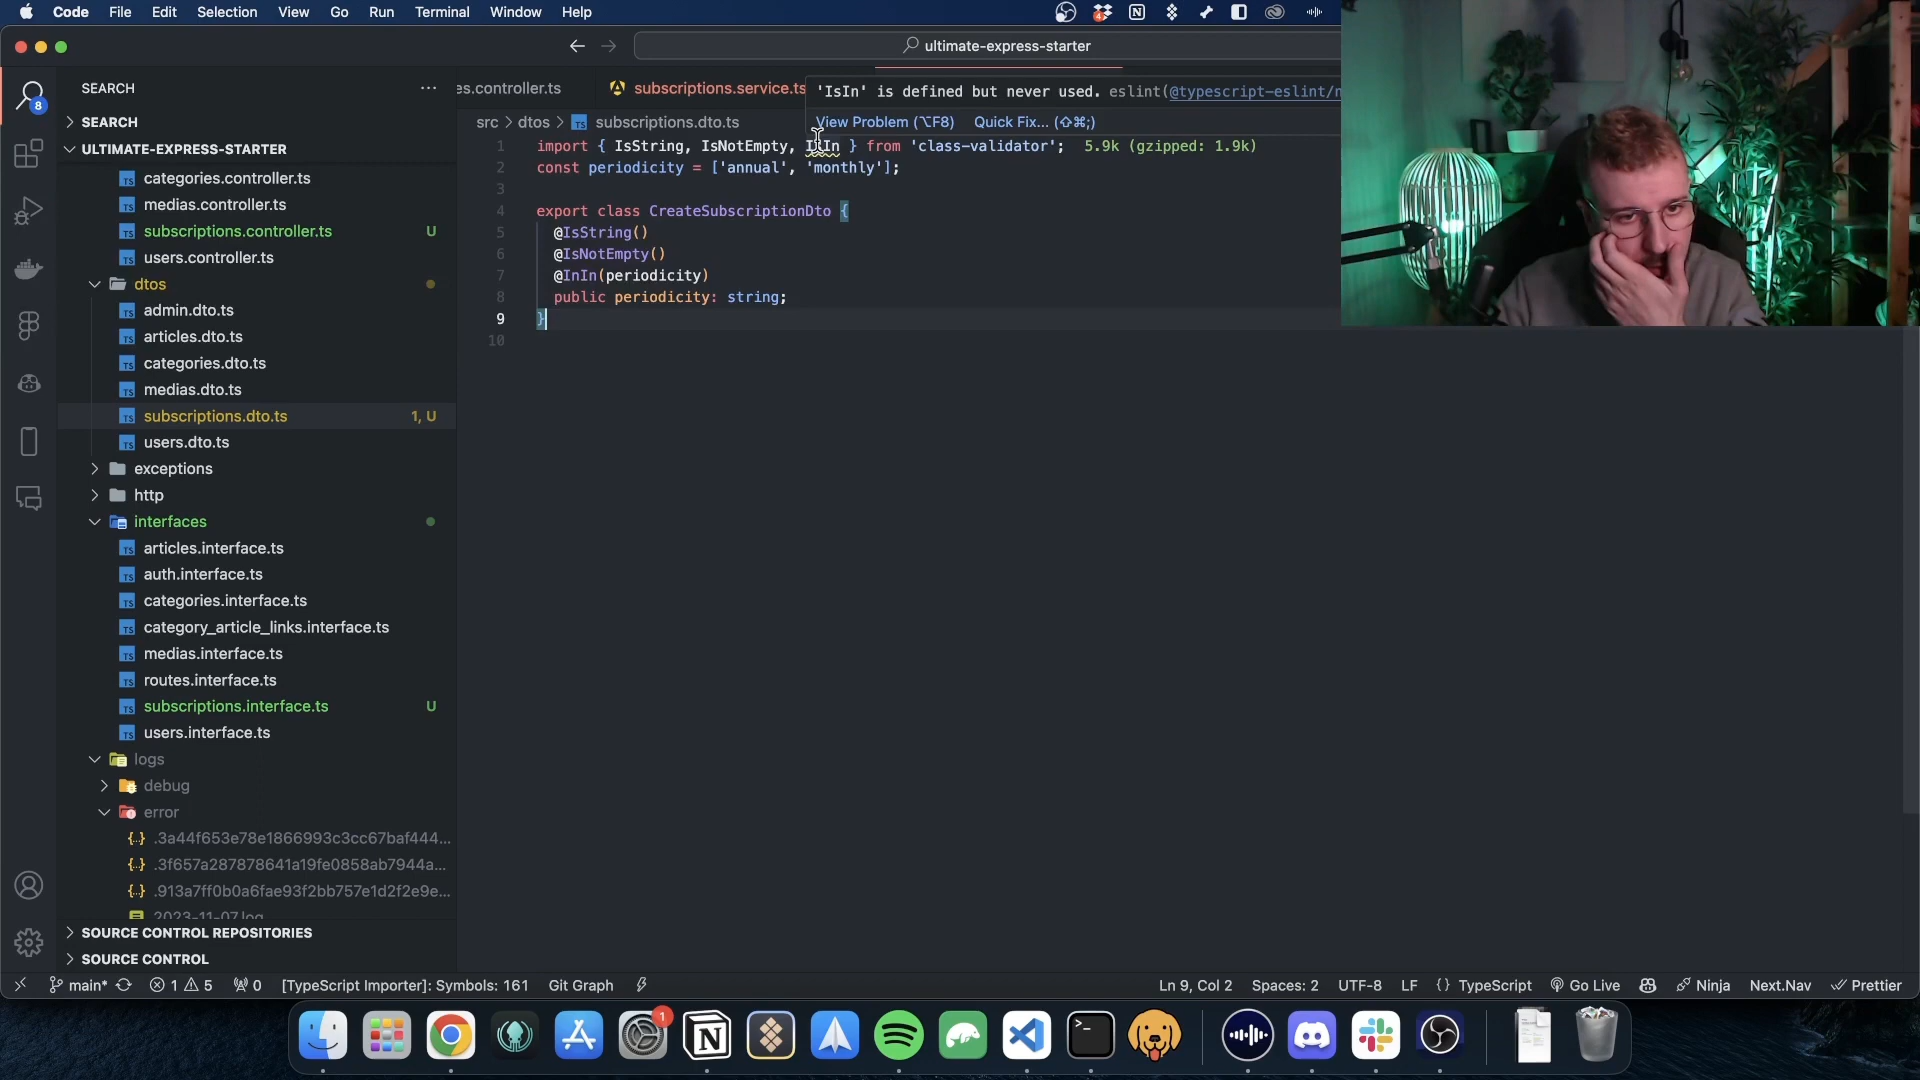 Code File Edit Selection View Go Run Terminal Window Help
4
ultimate-express-starter
SEARCH
8
SEARCH
ULTIMATE-EXPRESS-STARTER
categories.controller.ts
medias.controller.ts
subscriptions.controller.ts U
users.controller.ts
dtos
admin.dto.ts
articles.dto.ts
categories.dto.ts
medias.dto.ts
subscriptions.dto.ts 1, U
users.dto.ts
exceptions
http
interfaces
articles.interface.ts
auth.interface.ts
categories.interface.ts
category_article_links.interface.ts
medias.interface.ts
routes.interface.ts
subscriptions.interface.ts U
users.interface.ts
logs
debug
error
.3a44f653e78e1866993c3cc67baf444...
.3f657a287878641a19fe0858ab7944a...
.913a7ff0b0a6fae93f2bb757e1d2f2e9e...
2023-11-07.log
SOURCE CONTROL REPOSITORIES
SOURCE CONTROL
es.controller.ts subscriptions.service.ts
'IsIn' is defined but never used. eslint(@typescript-eslint/n
View Problem (⌥F8) Quick Fix... (⇧⌘;)
src > dtos > subscriptions.dto.ts
1 import { IsString, IsNotEmpty, IsIn } from 'class-validator'; 5.9k (gzipped: 1.9k)
2 const periodicity = ['annual', 'monthly'];
3
4 export class CreateSubscriptionDto {
5 @IsString()
6 @IsNotEmpty()
7 @InIn(periodicity)
8 public periodicity: string;
9 }
10
main* 1 5 0 [TypeScript Importer]: Symbols: 161 Git Graph Ln 9, Col 2 Spaces: 2 UTF-8 LF {} TypeScript Go Live Ninja Next.Nav Prettier
1